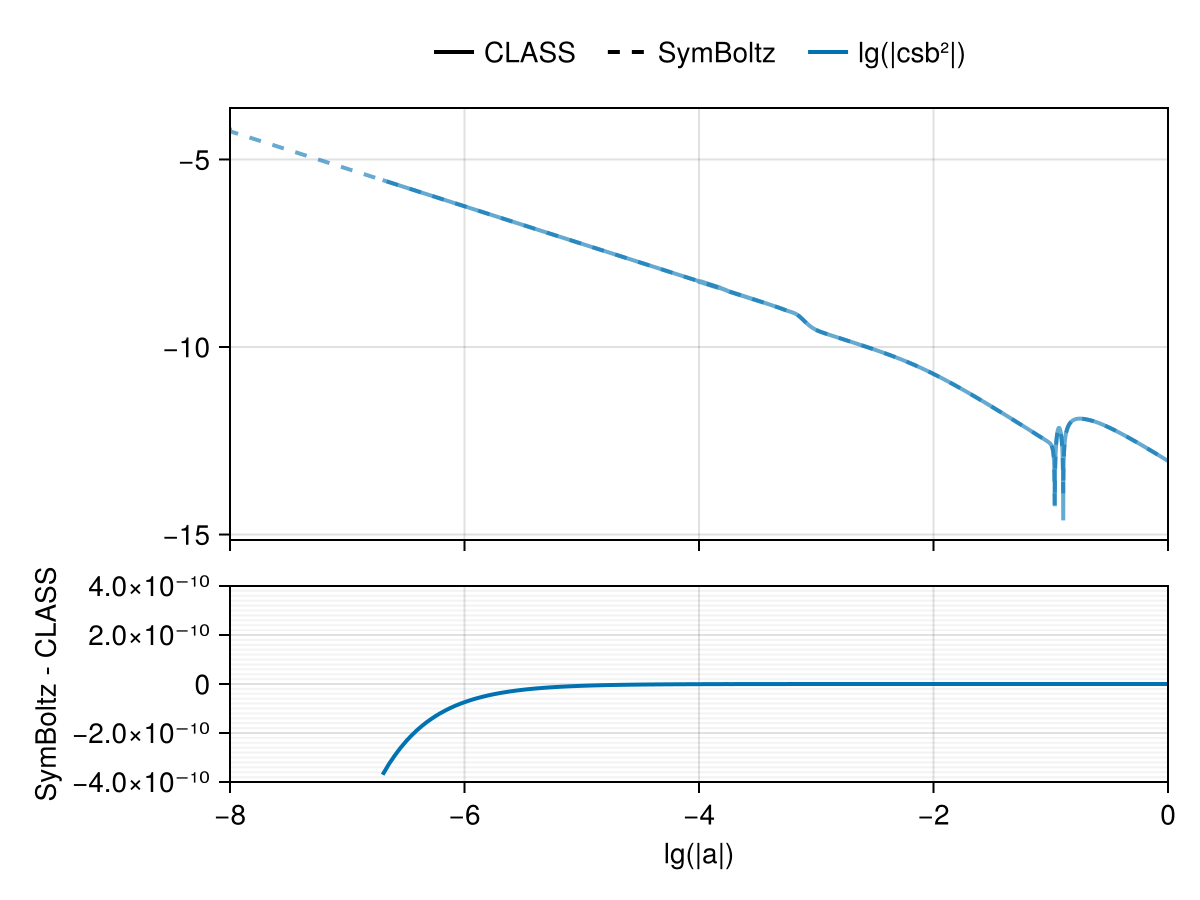 CLASS SymBoltz lg(|csb²|)
−5
−10
−15
SymBoltz - CLASS
4.0×10⁻¹⁰
2.0×10⁻¹⁰
0
−2.0×10⁻¹⁰
−4.0×10⁻¹⁰
−8 −6 −4 −2 0
lg(|a|)